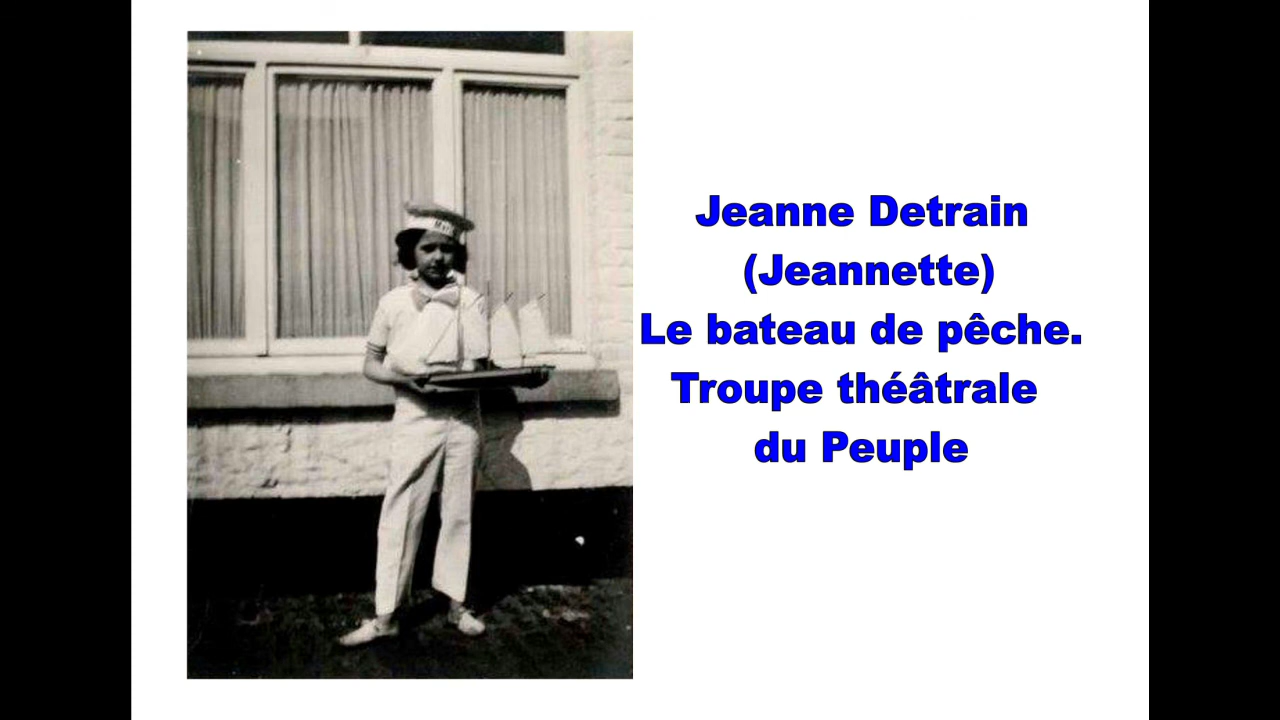 Jeanne Detrain
(Jeannette)
Le bateau de pêche.
Troupe théâtrale
du Peuple